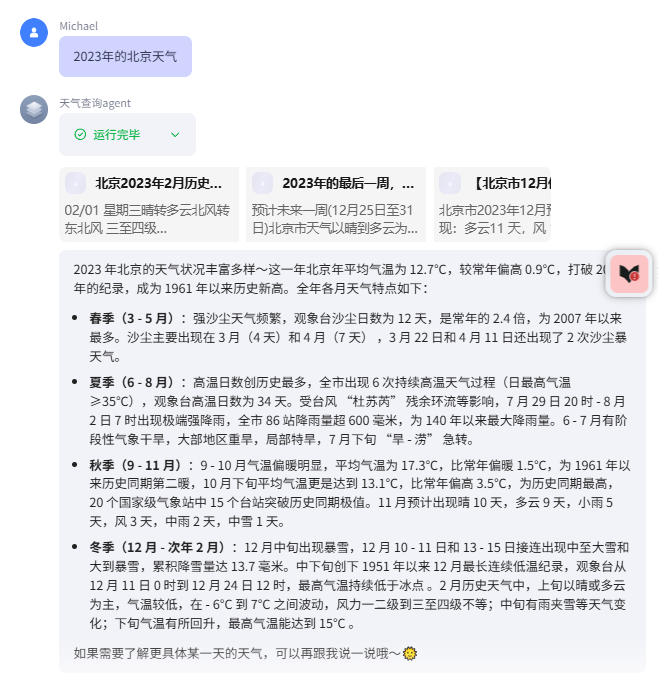 Michael
2023年的北京天气
天气查询agent
运行完毕
北京2023年2月历史...
02/01 星期三晴转多云北风转
东北风 三至四级...
2023年的最后一周，...
预计未来一周(12月25日至31
日)北京市天气以晴到多云为...
【北京市12月
北京市2023年12月
现：多云11 天，风
2023 年北京的天气状况丰富多样～这一年北京年平均气温为 12.7℃，较常年偏高 0.9℃，打破 20
年的纪录，成为 1961 年以来历史新高。全年各月天气特点如下：
• 春季（3 - 5 月）：强沙尘天气频繁，观象台沙尘日数为 12 天，是常年的 2.4 倍，为 2007 年以来
最多。沙尘主要出现在 3 月（4 天）和 4 月（7 天） ，3 月 22 日和 4 月 11 日还出现了 2 次沙尘暴
天气。
• 夏季（6 - 8 月）：高温日数创历史最多，全市出现 6 次持续高温天气过程（日最高气温
≥35℃），观象台高温日数为 34 天。受台风 “杜苏芮” 残余环流等影响，7 月 29 日 20 时 - 8 月
2 日 7 时出现极端强降雨，全市 86 站降雨量超 600 毫米，为 140 年以来最大降雨量。6 - 7 月有阶
段性气象干旱，大部地区重旱，局部特旱，7 月下旬 “旱 - 涝” 急转。
• 秋季（9 - 11 月）：9 - 10 月气温偏暖明显，平均气温为 17.3℃，比常年偏暖 1.5℃，为 1961 年以
来历史同期第二暖，10 月下旬平均气温更是达到 13.1℃，比常年偏高 3.5℃，为历史同期最高，
20 个国家级气象站中 15 个台站突破历史同期极值。11 月预计出现晴 10 天，多云 9 天，小雨 5
天，风 3 天，中雨 2 天，中雪 1 天。
• 冬季（12 月 - 次年 2 月）：12 月中旬出现暴雪，12 月 10 - 11 日和 13 - 15 日接连出现中至大雪和
大到暴雪，累积降雪量达 13.7 毫米。中下旬创下 1951 年以来 12 月最长连续低温纪录，观象台从
12 月 11 日 0 时到 12 月 24 日 12 时，最高气温持续低于冰点 。2 月历史天气中，上旬以晴或多云
为主，气温较低，在 - 6℃ 到 7℃ 之间波动，风力一二级到三至四级不等；中旬有雨夹雪等天气变
化；下旬气温有所回升，最高气温能达到 15℃ 。
如果需要了解更具体某一天的天气，可以再跟我说一说哦～🌞